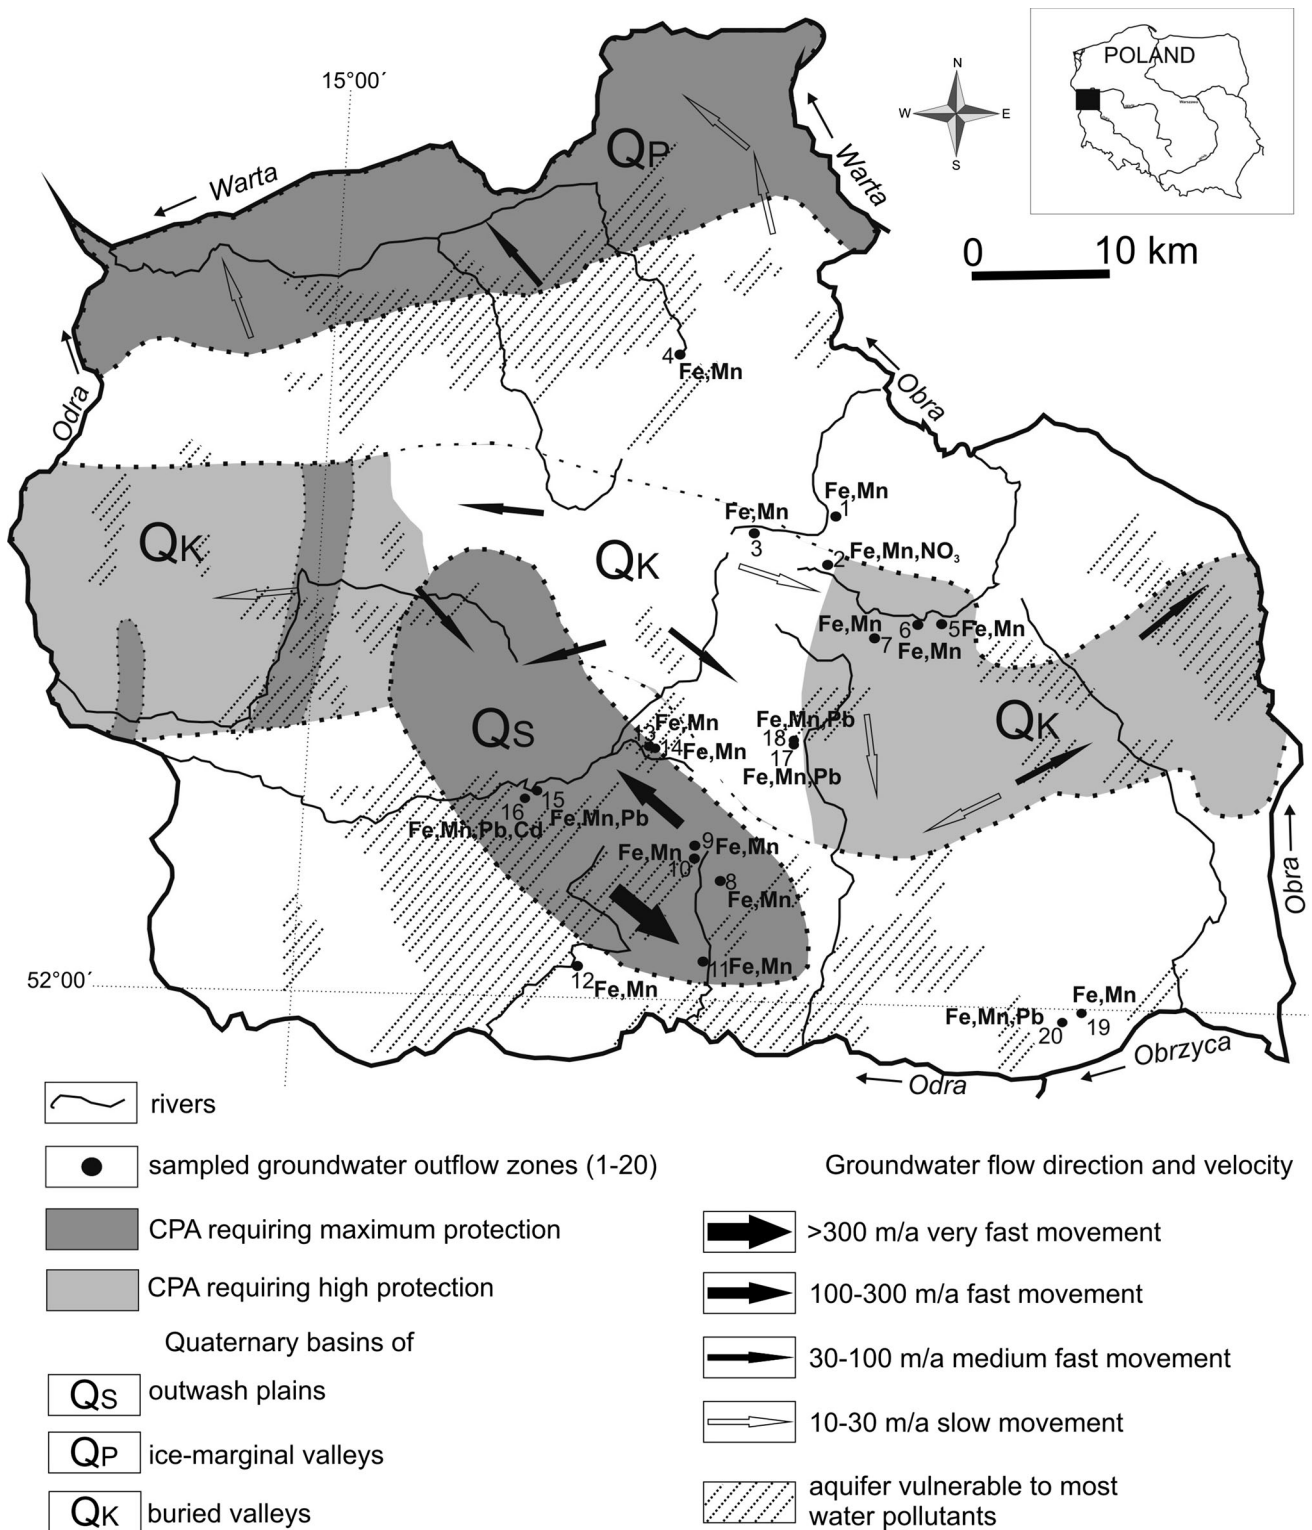 15°00´
N
W
E
S
POLAND
Warszawa
0
10 km
Warta
Warta
QP
Odra
4
Fe,Mn
Obra
QK
QK
Fe,Mn
1
Fe,Mn
3
2
Fe,Mn,NO₃
Fe,Mn
7
6
5
Fe,Mn
Fe,Mn
QS
QK
Fe,Mn
13
14
Fe,Mn
Fe,Mn,Pb
18
17
Fe,Mn,Pb
15
16
Fe,Mn,Pb
Fe,Mn,Pb,Cd
9
Fe,Mn
Fe,Mn
10
8
Fe,Mn
Obra
11
Fe,Mn
12
Fe,Mn
52°00´
Fe,Mn
19
Fe,Mn,Pb
20
Obrzyca
Odra
rivers
sampled groundwater outflow zones (1-20)
CPA requiring maximum protection
CPA requiring high protection
Quaternary basins of
QS outwash plains
QP ice-marginal valleys
QK buried valleys
Groundwater flow direction and velocity
>300 m/a very fast movement
100-300 m/a fast movement
30-100 m/a medium fast movement
10-30 m/a slow movement
aquifer vulnerable to most
water pollutants